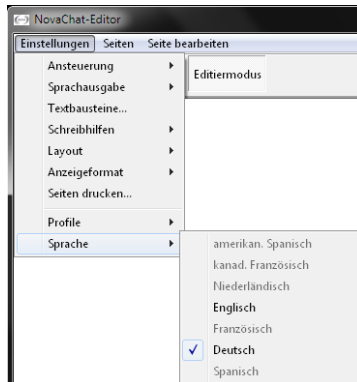 NovaChat-Editor
Einstellungen Seiten Seite bearbeiten
Ansteuerung
Sprachausgabe
Textbausteine...
Schreibhilfen
Layout
Anzeigeformat
Seiten drucken...
Profile
Sprache
Editiermodus
amerikan. Spanisch
kanad. Französisch
Niederländisch
Englisch
Französisch
Deutsch
Spanisch